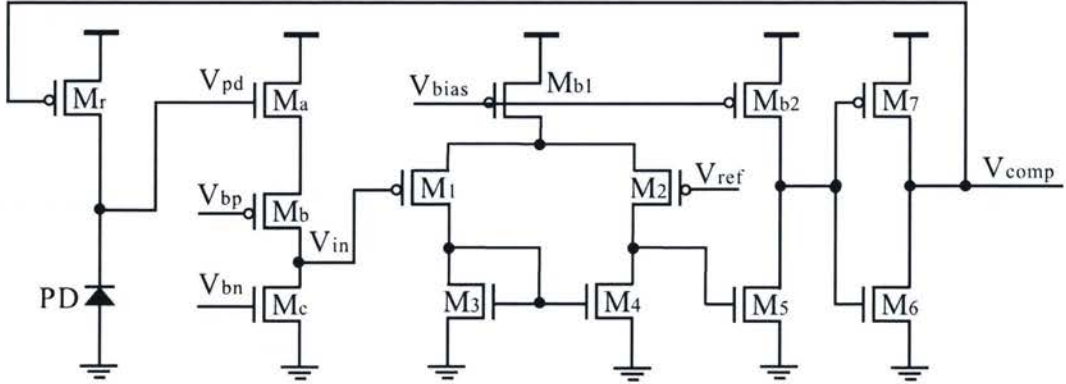 Mr
Vpd
Ma
Vbias
Mb1
Mb2
M7
Vbp
Mb
Vin
M1
M2
Vref
Vcomp
PD
Vbn
Mc
M3
M4
M5
M6